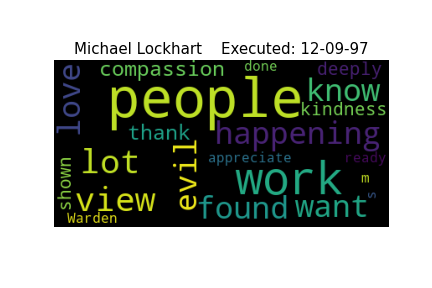 Michael Lockhart    Executed: 12-09-97
love
compassion
done
deeply
people
know
kindness
thank
happening
lot
evil
appreciate
ready
shown
view
work
m
s
Warden
found
want